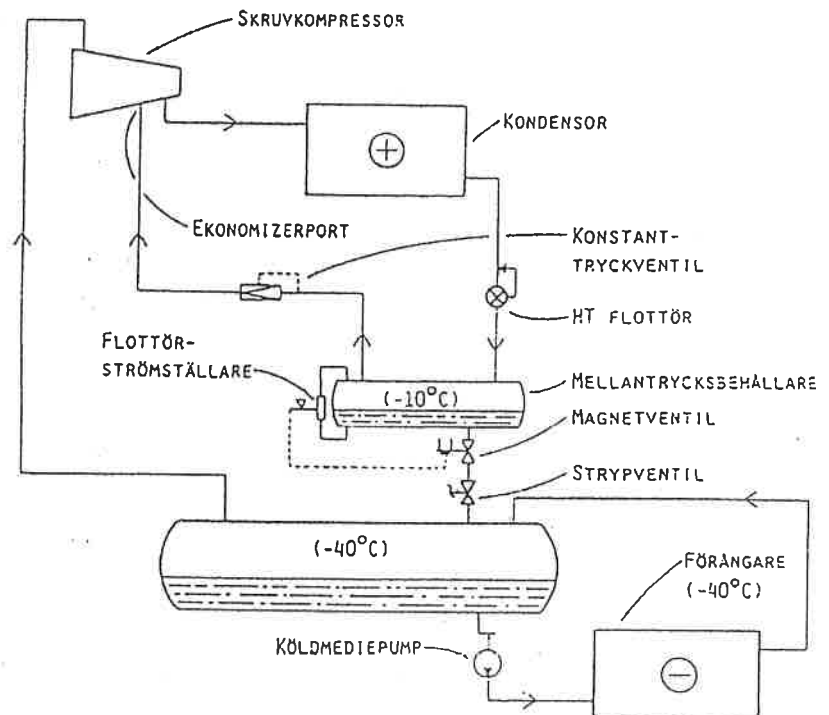 SKRUVKOMPRESSOR
KONDENSOR
EKONOMIZERPORT
KONSTANT-
TRYCKVENTIL
HT FLOTTÖR
FLOTTÖR-
STRÖMSTÄLLARE
(-10°C)
MELLANTRYCKSBEHÅLLARE
MAGNETVENTIL
STRYPVENTIL
(-40°C)
FÖRÅNGARE
(-40°C)
KÖLDMEDIEPUMP